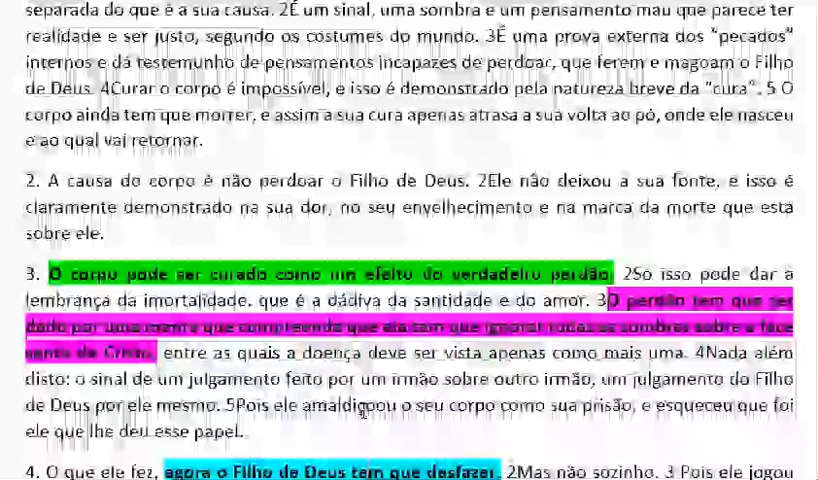 separada do que é a sua causa. 2É um sinal, uma sombra e um pensamento mau que parece ter
realidade e ser justo, segundo os costumes do mundo. 3É uma prova externa dos "pecados"
internos e dá testemunho de pensamentos incapazes de perdoar, que ferem e magoam o Filho
de Deus. 4Curar o corpo é impossível, e isso é demonstrado pela natureza breve da "cura". 5 O
corpo ainda tem que morrer, e assim a sua cura apenas atrasa a sua volta ao pó, onde ele nasceu
e ao qual vai retornar.
2. A causa do corpo é não perdoar o Filho de Deus. 2Ele não deixou a sua fonte, e isso é
claramente demonstrado na sua dor, no seu envelhecimento e na marca da morte que está
sobre ele.
3. O corpo pode ser curado como um efeito do verdadeiro perdão. 2Só isso pode dar a
lembrança da imortalidade, que é a dádiva da santidade e do amor. 3O perdão tem que ser
dado por uma mente que compreenda que ela tem que ignorar todas as sombras sobre a face
santa de Cristo, entre as quais a doença deve ser vista apenas como mais uma. 4Nada além
disto: o sinal de um julgamento feito por um irmão sobre outro irmão, um julgamento do Filho
de Deus por ele mesmo. 5Pois ele amaldiçoou o seu corpo como sua prisão, e esqueceu que foi
ele que lhe deu esse papel.
4. O que ele fez, agora o Filho de Deus tem que desfazer. 2Mas não sozinho. 3 Pois ele jogou